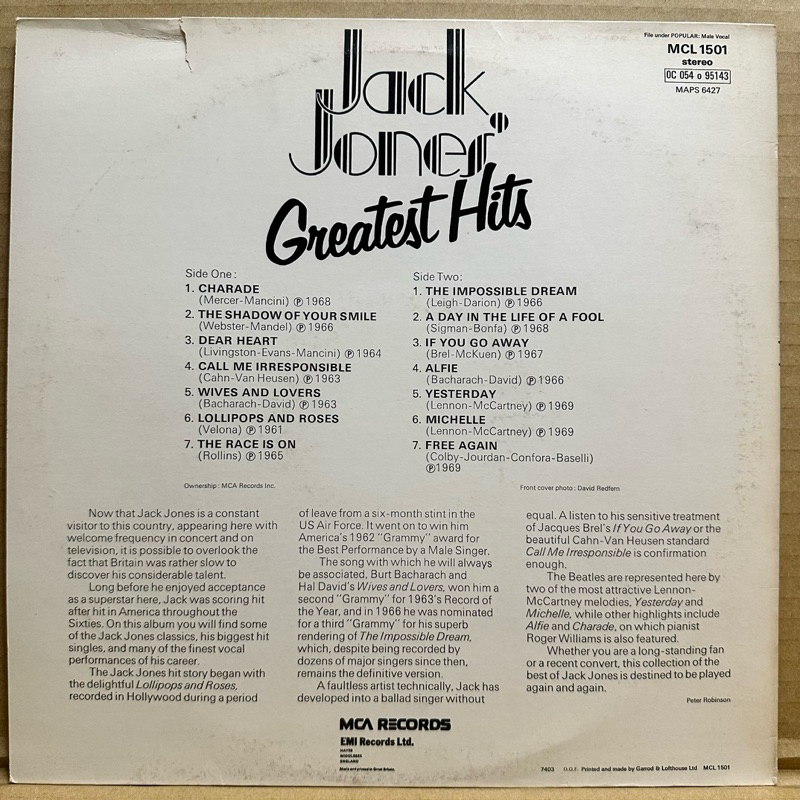 File under POPULAR: Male Vocal
MCL 1501
stereo
0C 054 o 95143
MAPS 6427
Jack
Jones'
Greatest Hits
Side One:
1. CHARADE
(Mercer-Mancini) ℗ 1968
2. THE SHADOW OF YOUR SMILE
(Webster-Mandel) ℗ 1966
3. DEAR HEART
(Livingston-Evans-Mancini) ℗ 1964
4. CALL ME IRRESPONSIBLE
(Cahn-Van Heusen) ℗ 1963
5. WIVES AND LOVERS
(Bacharach-David) ℗ 1963
6. LOLLIPOPS AND ROSES
(Velona) ℗ 1961
7. THE RACE IS ON
(Rollins) ℗ 1965
Side Two:
1. THE IMPOSSIBLE DREAM
(Leigh-Darion) ℗ 1966
2. A DAY IN THE LIFE OF A FOOL
(Sigman-Bonfa) ℗ 1968
3. IF YOU GO AWAY
(Brel-McKuen) ℗ 1967
4. ALFIE
(Bacharach-David) ℗ 1966
5. YESTERDAY
(Lennon-McCartney) ℗ 1969
6. MICHELLE
(Lennon-McCartney) ℗ 1969
7. FREE AGAIN
(Colby-Jourdan-Confora-Baselli)
℗1969
Ownership: MCA Records Inc.
Front cover photo: David Redfern
Now that Jack Jones is a constant
visitor to this country, appearing here with
welcome frequency in concert and on
television, it is possible to overlook the
fact that Britain was rather slow to
discover his considerable talent.
Long before he enjoyed acceptance
as a superstar here, Jack was scoring hit
after hit in America throughout the
Sixties. On this album you will find some
of the Jack Jones classics, his biggest hit
singles, and many of the finest vocal
performances of his career.
The Jack Jones hit story began with
the delightful Lollipops and Roses,
recorded in Hollywood during a period
of leave from a six-month stint in the
US Air Force. It went on to win him
America's 1962 "Grammy" award for
the Best Performance by a Male Singer.
The song with which he will always
be associated, Burt Bacharach and
Hal David's Wives and Lovers, won him a
second "Grammy" for 1963's Record of
the Year, and in 1966 he was nominated
for a third "Grammy" for his superb
rendering of The Impossible Dream,
which, despite being recorded by
dozens of major singers since then,
remains the definitive version.
A faultless artist technically, Jack has
developed into a ballad singer without
equal. A listen to his sensitive treatment
of Jacques Brel's If You Go Away or the
beautiful Cahn-Van Heusen standard
Call Me Irresponsible is confirmation
enough.
The Beatles are represented here by
two of the most attractive Lennon-
McCartney melodies, Yesterday and
Michelle, while other highlights include
Alfie and Charade, on which pianist
Roger Williams is also featured.
Whether you are a long-standing fan
or a recent convert, this collection of the
best of Jack Jones is destined to be played
again and again.
Peter Robinson
MCA RECORDS
EMI Records Ltd.
HAYES
MIDDLESEX
ENGLAND
Made and printed in Great Britain.
7403 D.O.F. Printed and made by Garrod & Lofthouse Ltd MCL 1501